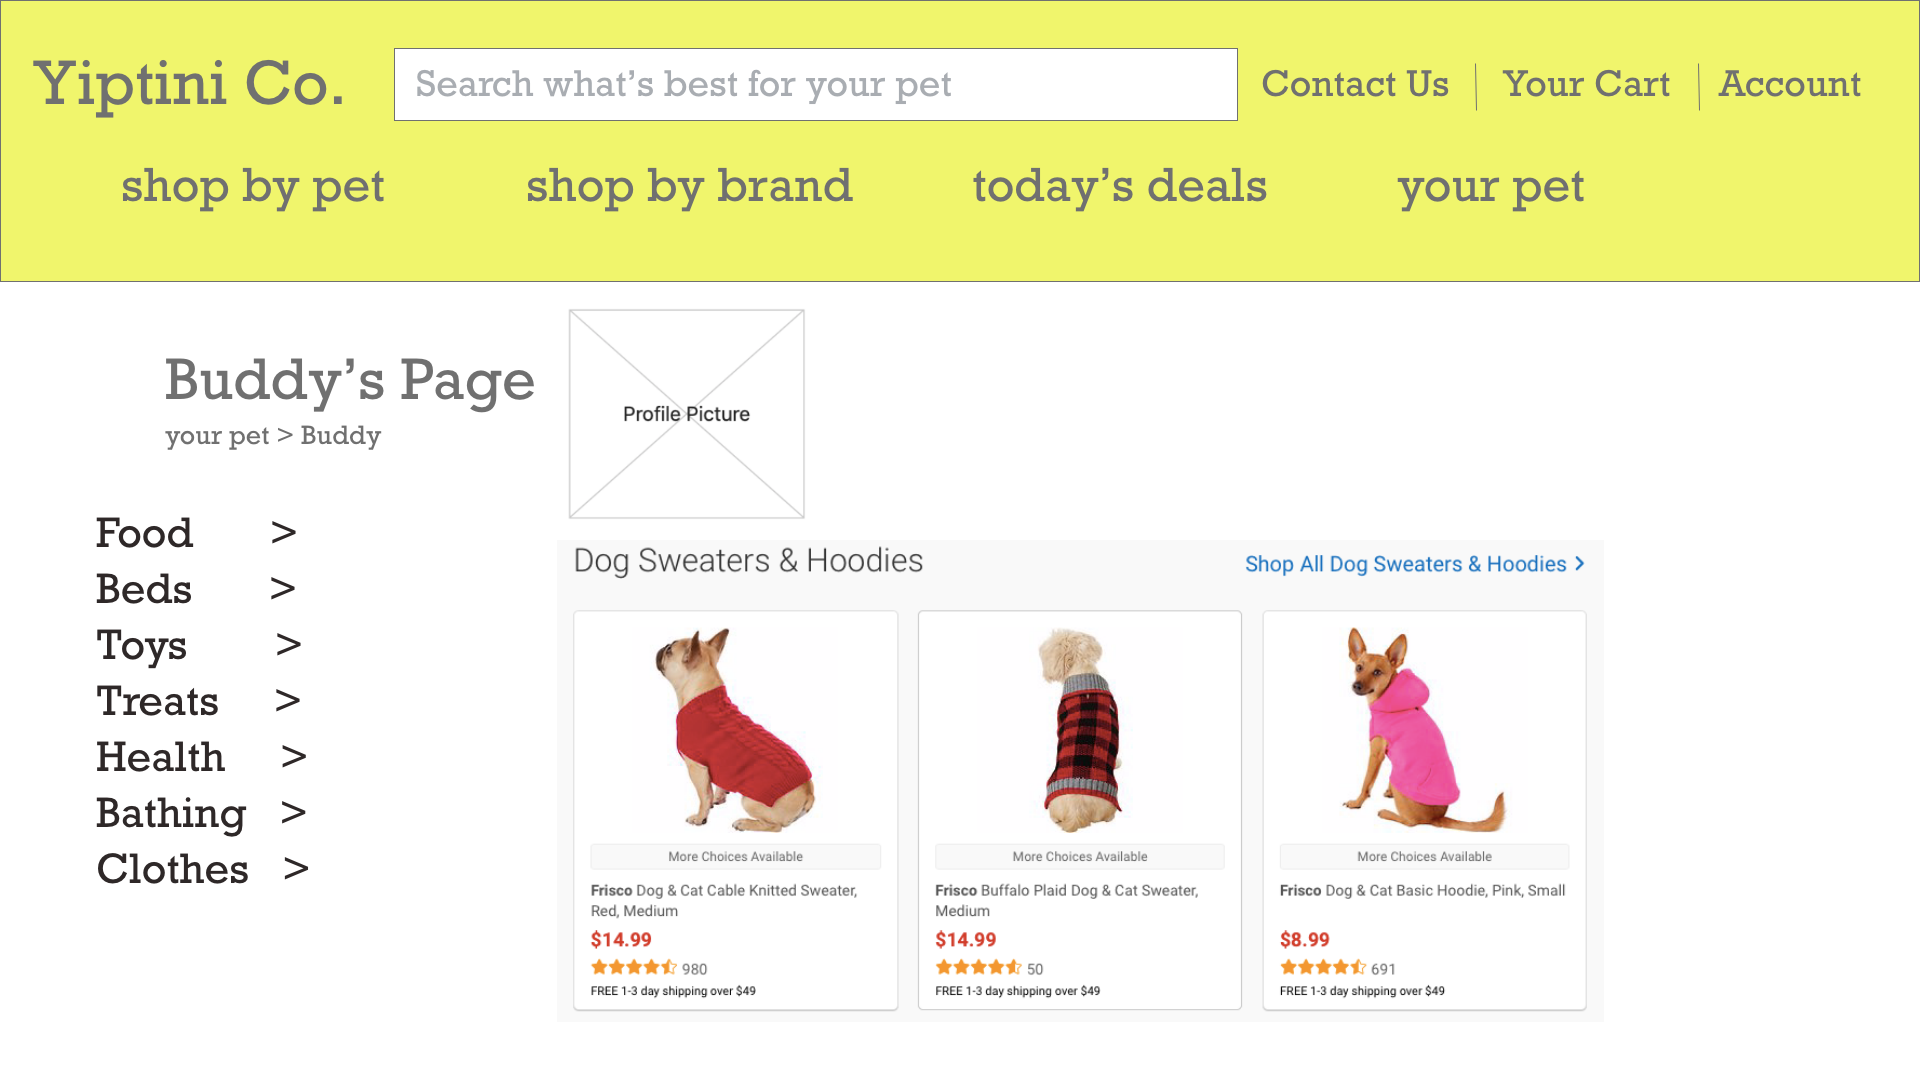 Yiptini Co.
Search what’s best for your pet
Contact Us
Your Cart
Account
shop by pet
shop by brand
today’s deals
your pet
Buddy’s Page
your pet > Buddy
Profile Picture
Food >
Beds >
Toys >
Treats >
Health >
Bathing >
Clothes >
Dog Sweaters & Hoodies
Shop All Dog Sweaters & Hoodies >
More Choices Available
Frisco Dog & Cat Cable Knitted Sweater,
Red, Medium
$14.99
980
FREE 1-3 day shipping over $49
More Choices Available
Frisco Buffalo Plaid Dog & Cat Sweater,
Medium
$14.99
50
FREE 1-3 day shipping over $49
More Choices Available
Frisco Dog & Cat Basic Hoodie, Pink, Small
$8.99
691
FREE 1-3 day shipping over $49